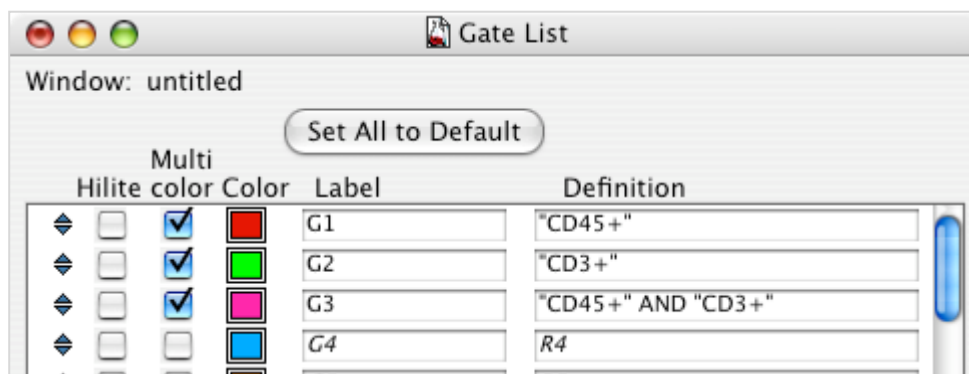 Gate List
Window: untitled
Set All to Default
Multi
Hilite color Color Label Definition
G1 "CD45+"
G2 "CD3+"
G3 "CD45+" AND "CD3+"
G4 R4